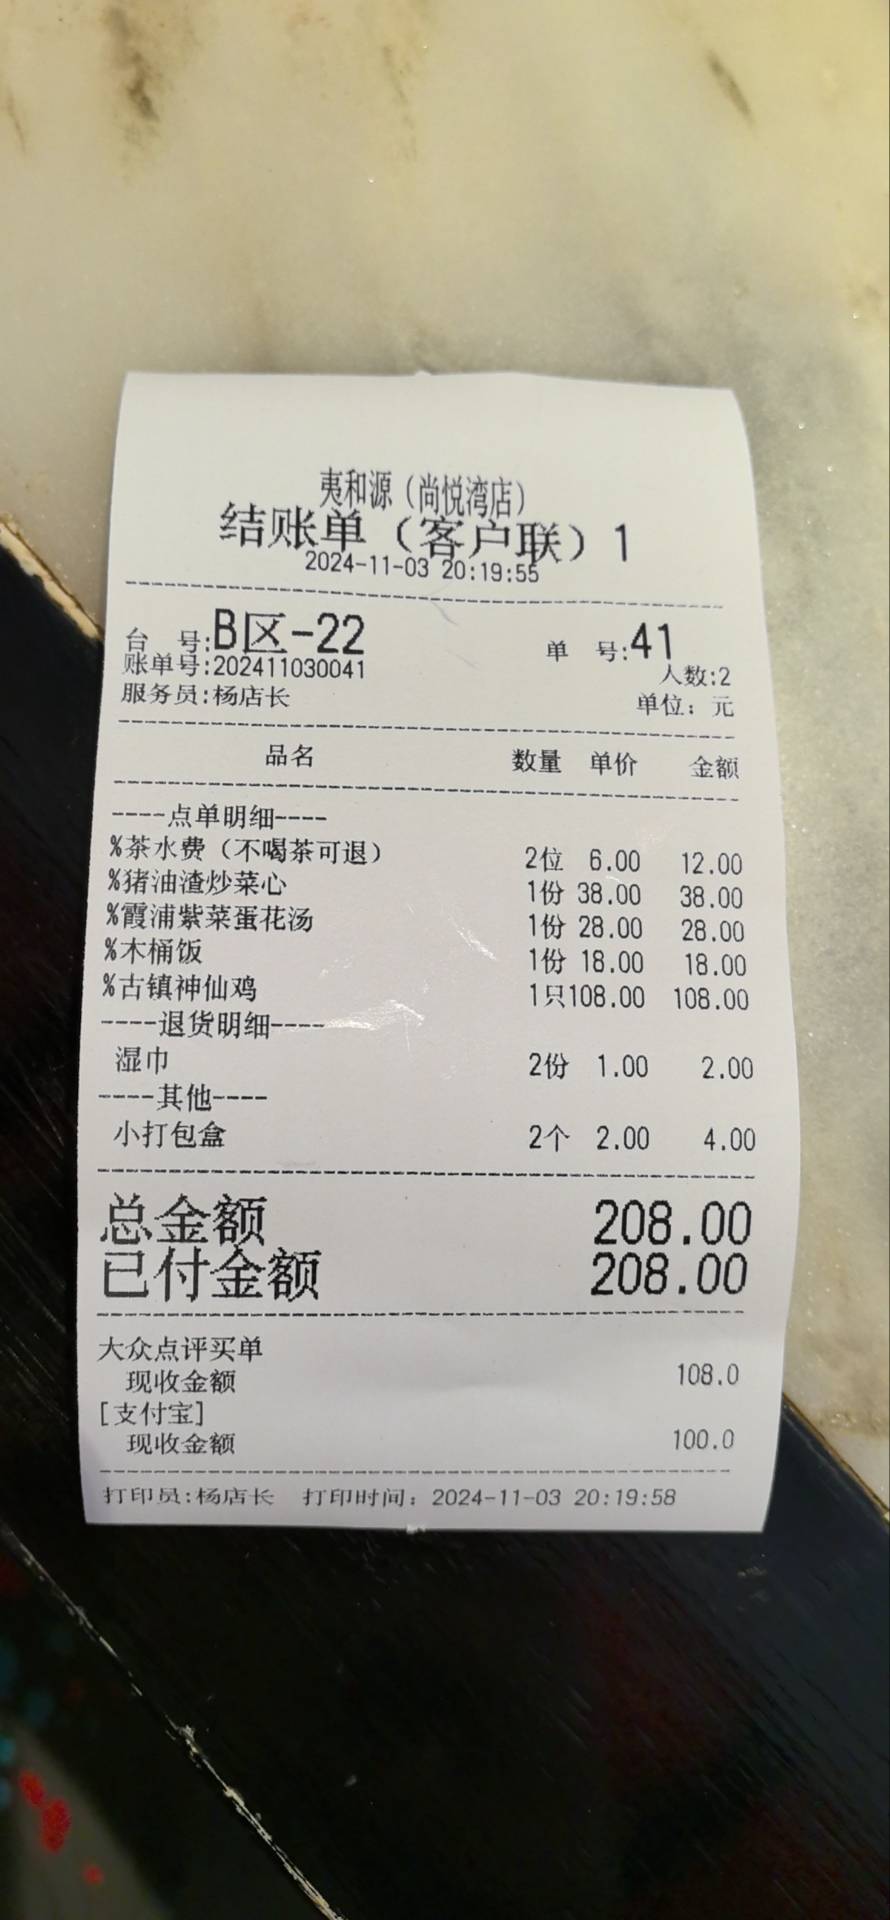 夷和源（尚悦湾店）
结账单（客户联）1
2024-11-03 20:19:55
台 号:B区-22 单 号:41
账单号:202411030041 人数:2
服务员:杨店长 单位：元
品名 数量 单价 金额
----点单明细----
%茶水费（不喝茶可退） 2位 6.00 12.00
%猪油渣炒菜心 1份 38.00 38.00
%霞浦紫菜蛋花汤 1份 28.00 28.00
%木桶饭 1份 18.00 18.00
%古镇神仙鸡 1只108.00 108.00
----退货明细----
湿巾 2份 1.00 2.00
----其他----
小打包盒 2个 2.00 4.00
总金额 208.00
已付金额 208.00
大众点评买单
现收金额 108.0
[支付宝]
现收金额 100.0
打印员:杨店长 打印时间：2024-11-03 20:19:58